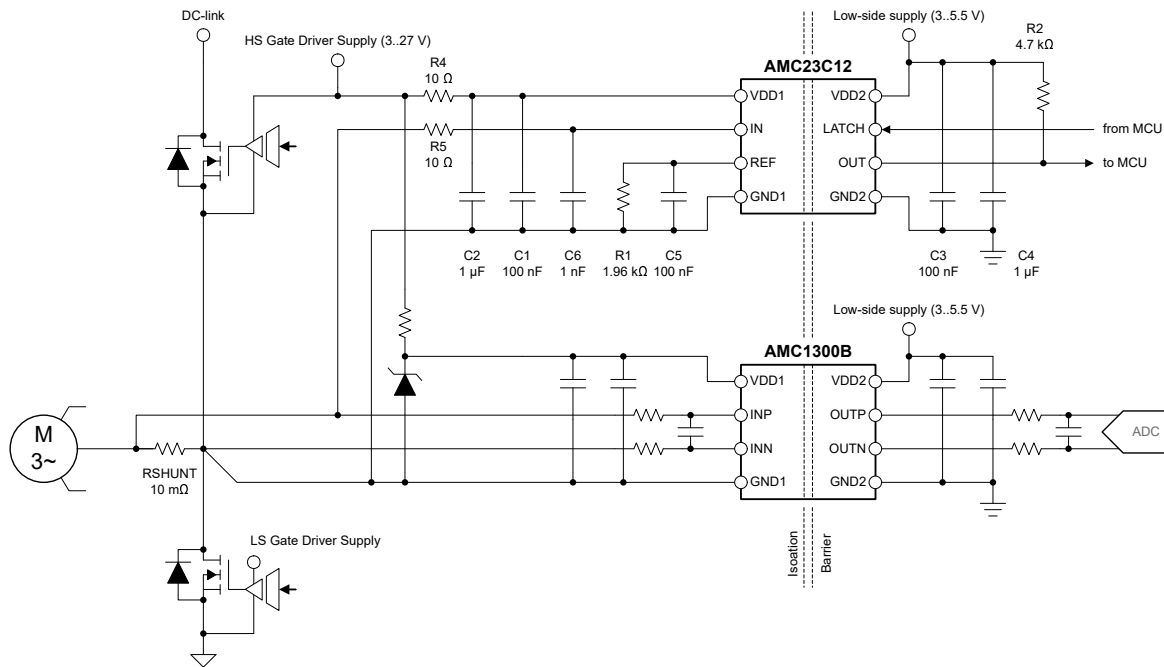 DC-link
HS Gate Driver Supply (3..27 V)
R4
10 Ω
R5
10 Ω
C2
1 µF
C1
100 nF
C6
1 nF
R1
1.96 kΩ
C5
100 nF
AMC23C12
VDD1
IN
REF
GND1
VDD2
LATCH
OUT
GND2
Low-side supply (3..5.5 V)
R2
4.7 kΩ
from MCU
to MCU
C3
100 nF
C4
1 µF
Low-side supply (3..5.5 V)
AMC1300B
VDD1
INP
INN
GND1
VDD2
OUTP
OUTN
GND2
ADC
M
3~
RSHUNT
10 mΩ
LS Gate Driver Supply
Isoation
Barrier